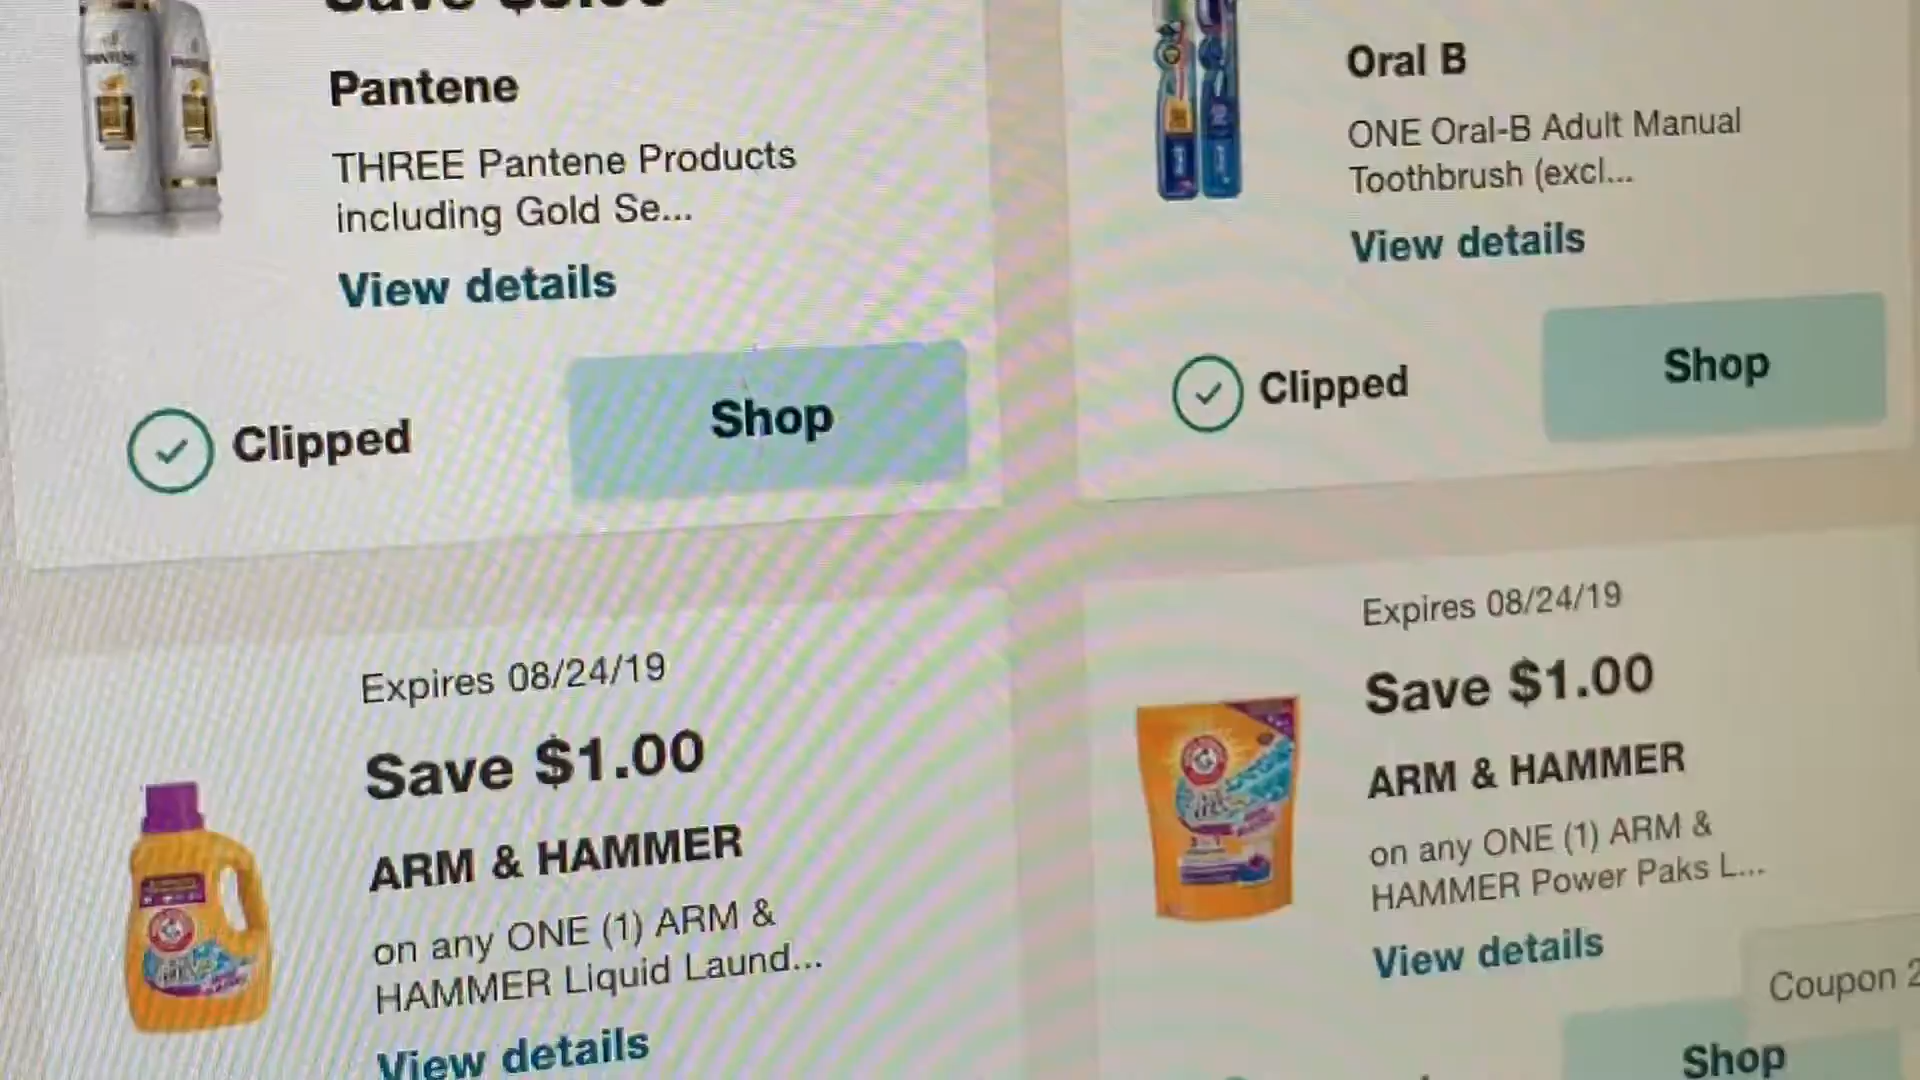 Pantene
THREE Pantene Products
including Gold Se...
View details
Clipped
Shop
Oral B
ONE Oral-B Adult Manual
Toothbrush (excl...
View details
Clipped
Shop
Expires 08/24/19
Save $1.00
ARM & HAMMER
on any ONE (1) ARM &
HAMMER Liquid Laund...
View details
Expires 08/24/19
Save $1.00
ARM & HAMMER
on any ONE (1) ARM &
HAMMER Power Paks L...
View details
Coupon 2
Shop